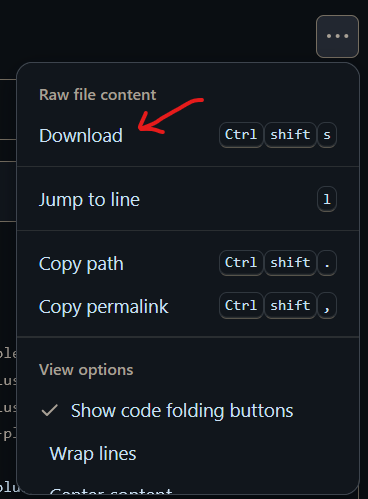 Raw file content
Download Ctrl shift s
Jump to line l
Copy path Ctrl shift .
Copy permalink Ctrl shift ,
View options
Show code folding buttons
Wrap lines
Center content